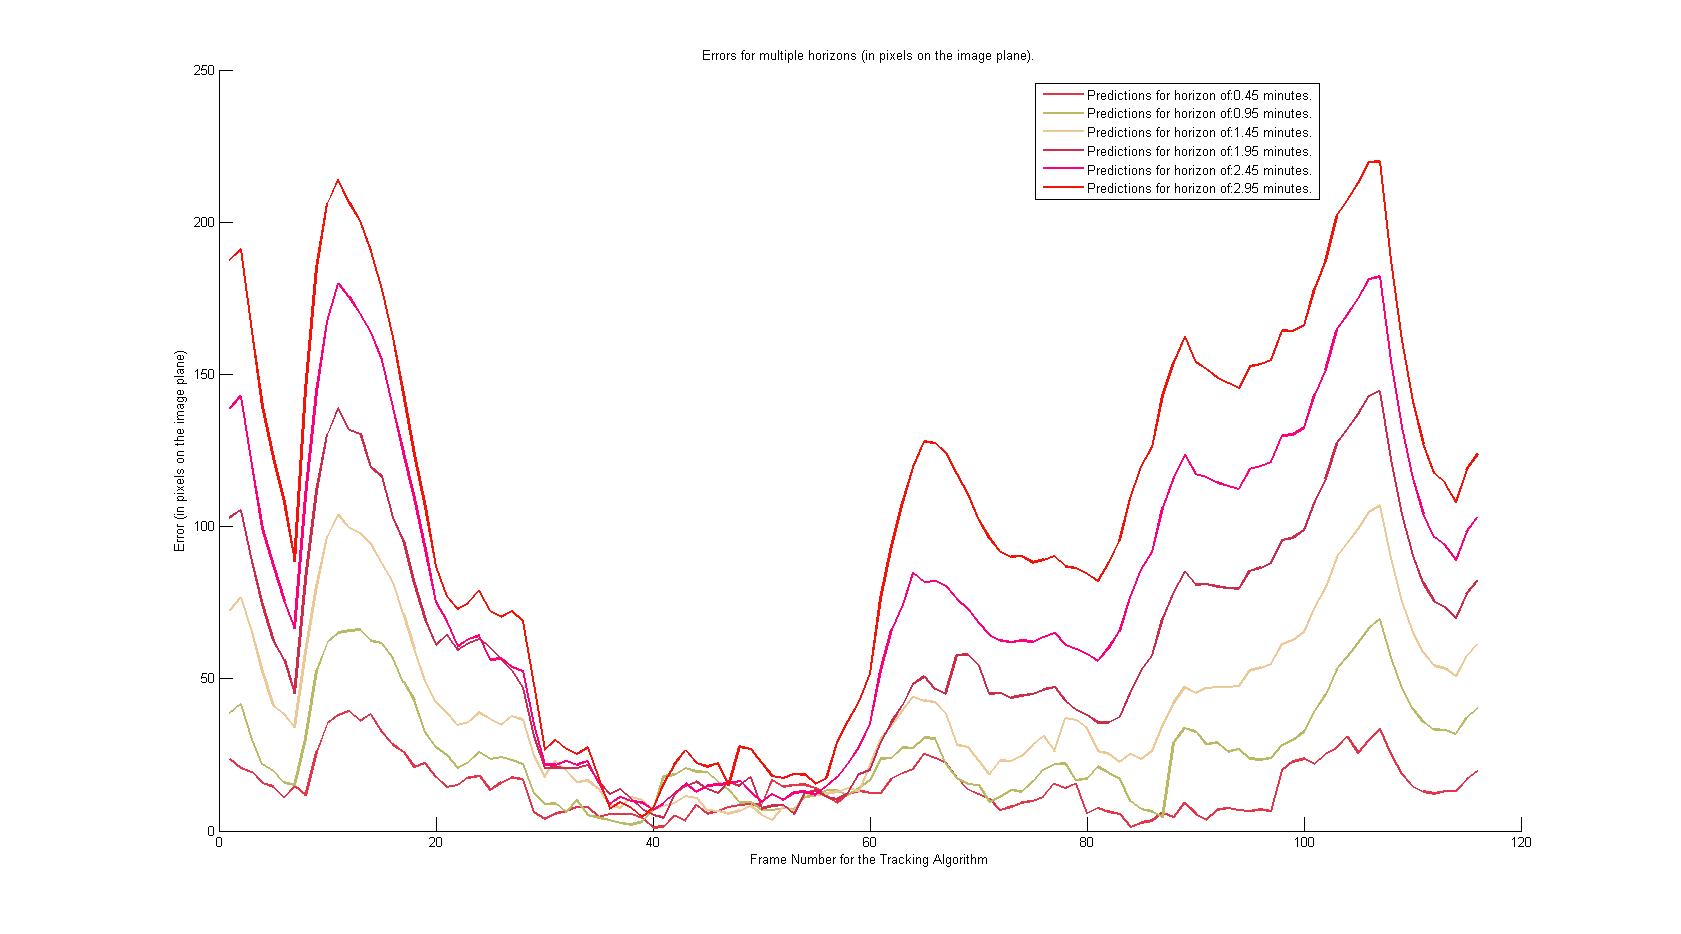 Errors for multiple horizons (in pixels on the image plane).
Predictions for horizon of:0.45 minutes.
Predictions for horizon of:0.95 minutes.
Predictions for horizon of:1.45 minutes.
Predictions for horizon of:1.95 minutes.
Predictions for horizon of:2.45 minutes.
Predictions for horizon of:2.95 minutes.
Error (in pixels on the image plane)
250
200
150
100
50
0
0 20 40 60 80 100 120
Frame Number for the Tracking Algorithm